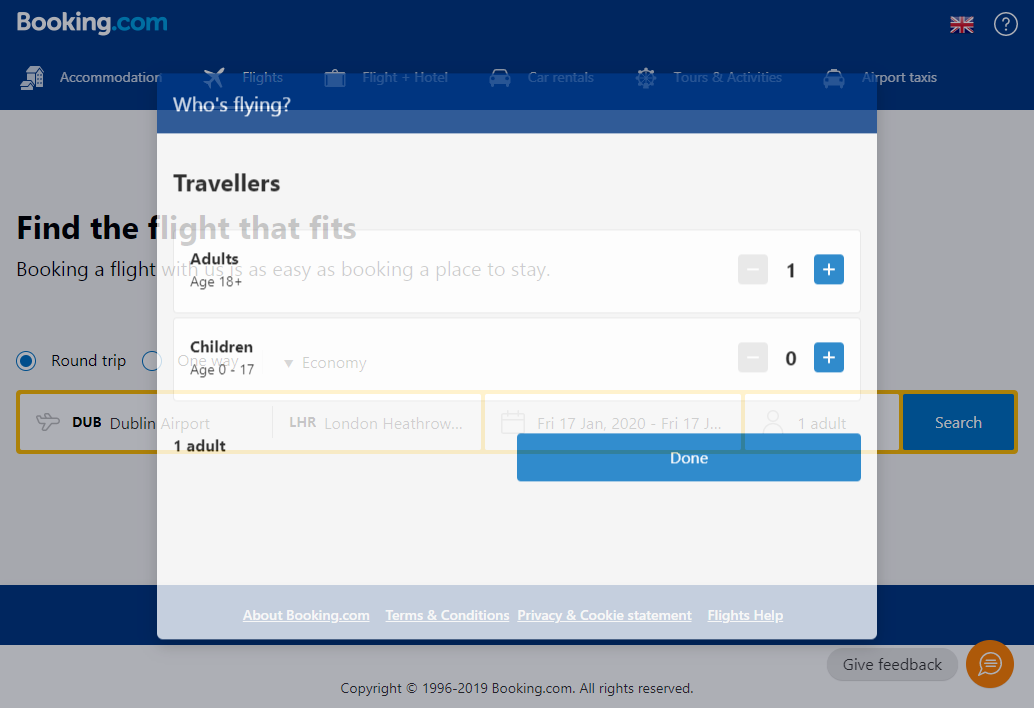 Booking.com
?
Accommodation Flights Flight + Hotel Car rentals Tours & Activities Airport taxis
Who's flying?
Travellers
Find the flight that fits
Adults
Age 18+
1
Booking a flight with us is as easy as booking a place to stay.
Children
Age 0 - 17
0
Round trip One way Economy
DUB Dublin Airport LHR London Heathrow... Fri 17 Jan, 2020 - Fri 17 J... 1 adult Search
1 adult
Done
About Booking.com Terms & Conditions Privacy & Cookie statement Flights Help
Give feedback
Copyright © 1996-2019 Booking.com. All rights reserved.